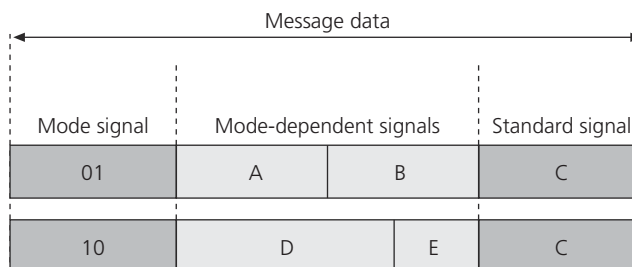 Message data
Mode signal Mode-dependent signals Standard signal
01 A B C
10 D E C